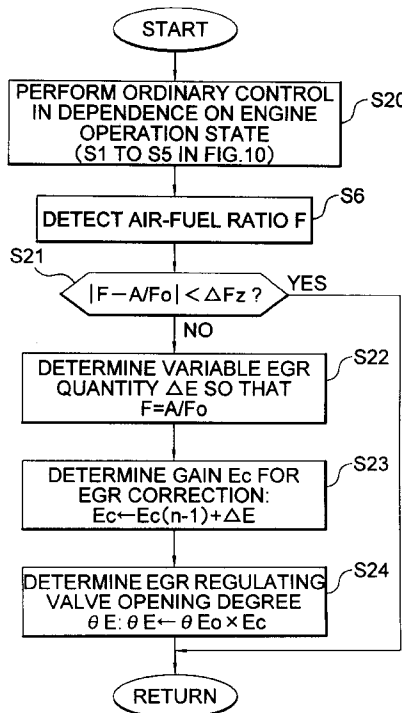 START
PERFORM ORDINARY CONTROL
IN DEPENDENCE ON ENGINE
OPERATION STATE
(S1 TO S5 IN FIG.10)
S20
DETECT AIR-FUEL RATIO F
S6
S21
|F−A/Fo| < ΔFz ?
YES
NO
DETERMINE VARIABLE EGR
QUANTITY ΔE SO THAT
F=A/Fo
S22
DETERMINE GAIN Ec FOR
EGR CORRECTION:
Ec←Ec(n-1)+ΔE
S23
DETERMINE EGR REGULATING
VALVE OPENING DEGREE
θE: θE← θEo × Ec
S24
RETURN